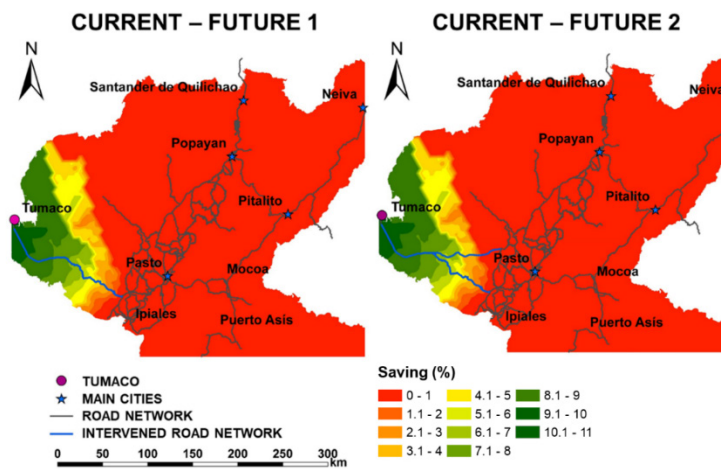 CURRENT – FUTURE 1
N
Santander de Quilichao
Neiva
Popayan
Pitalito
Tumaco
Pasto
Mocoa
Ipiales
Puerto Asis
CURRENT – FUTURE 2
N
Santander de Quilichao
Neiva
Popayan
Pitalito
Tumaco
Pasto
Mocoa
Ipiales
Puerto Asis
TUMACO
MAIN CITIES
ROAD NETWORK
INTERVENED ROAD NETWORK
0 50 100 150 200 250 300
km
Saving (%)
0 - 1
1.1 - 2
2.1 - 3
3.1 - 4
4.1 - 5
5.1 - 6
6.1 - 7
7.1 - 8
8.1 - 9
9.1 - 10
10.1 - 11